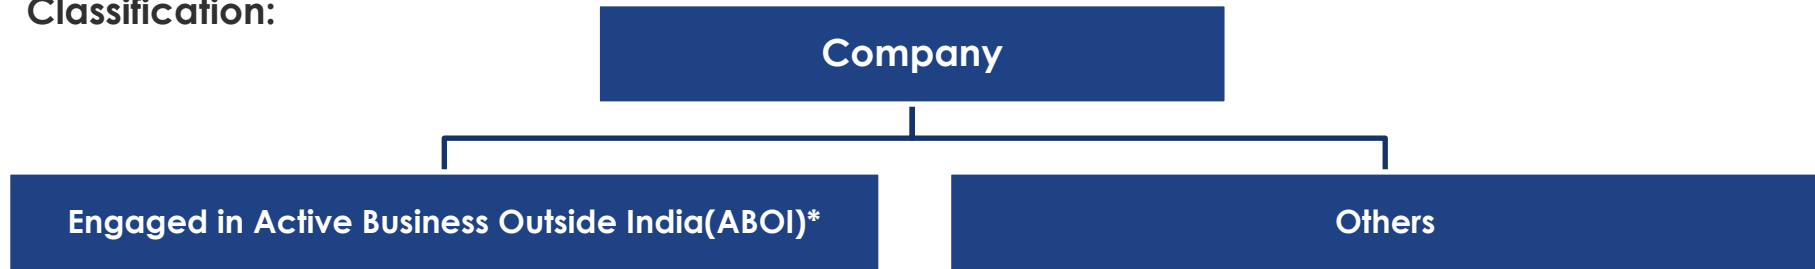 Classification:
Company
Engaged in Active Business Outside India(ABOI)*
Others